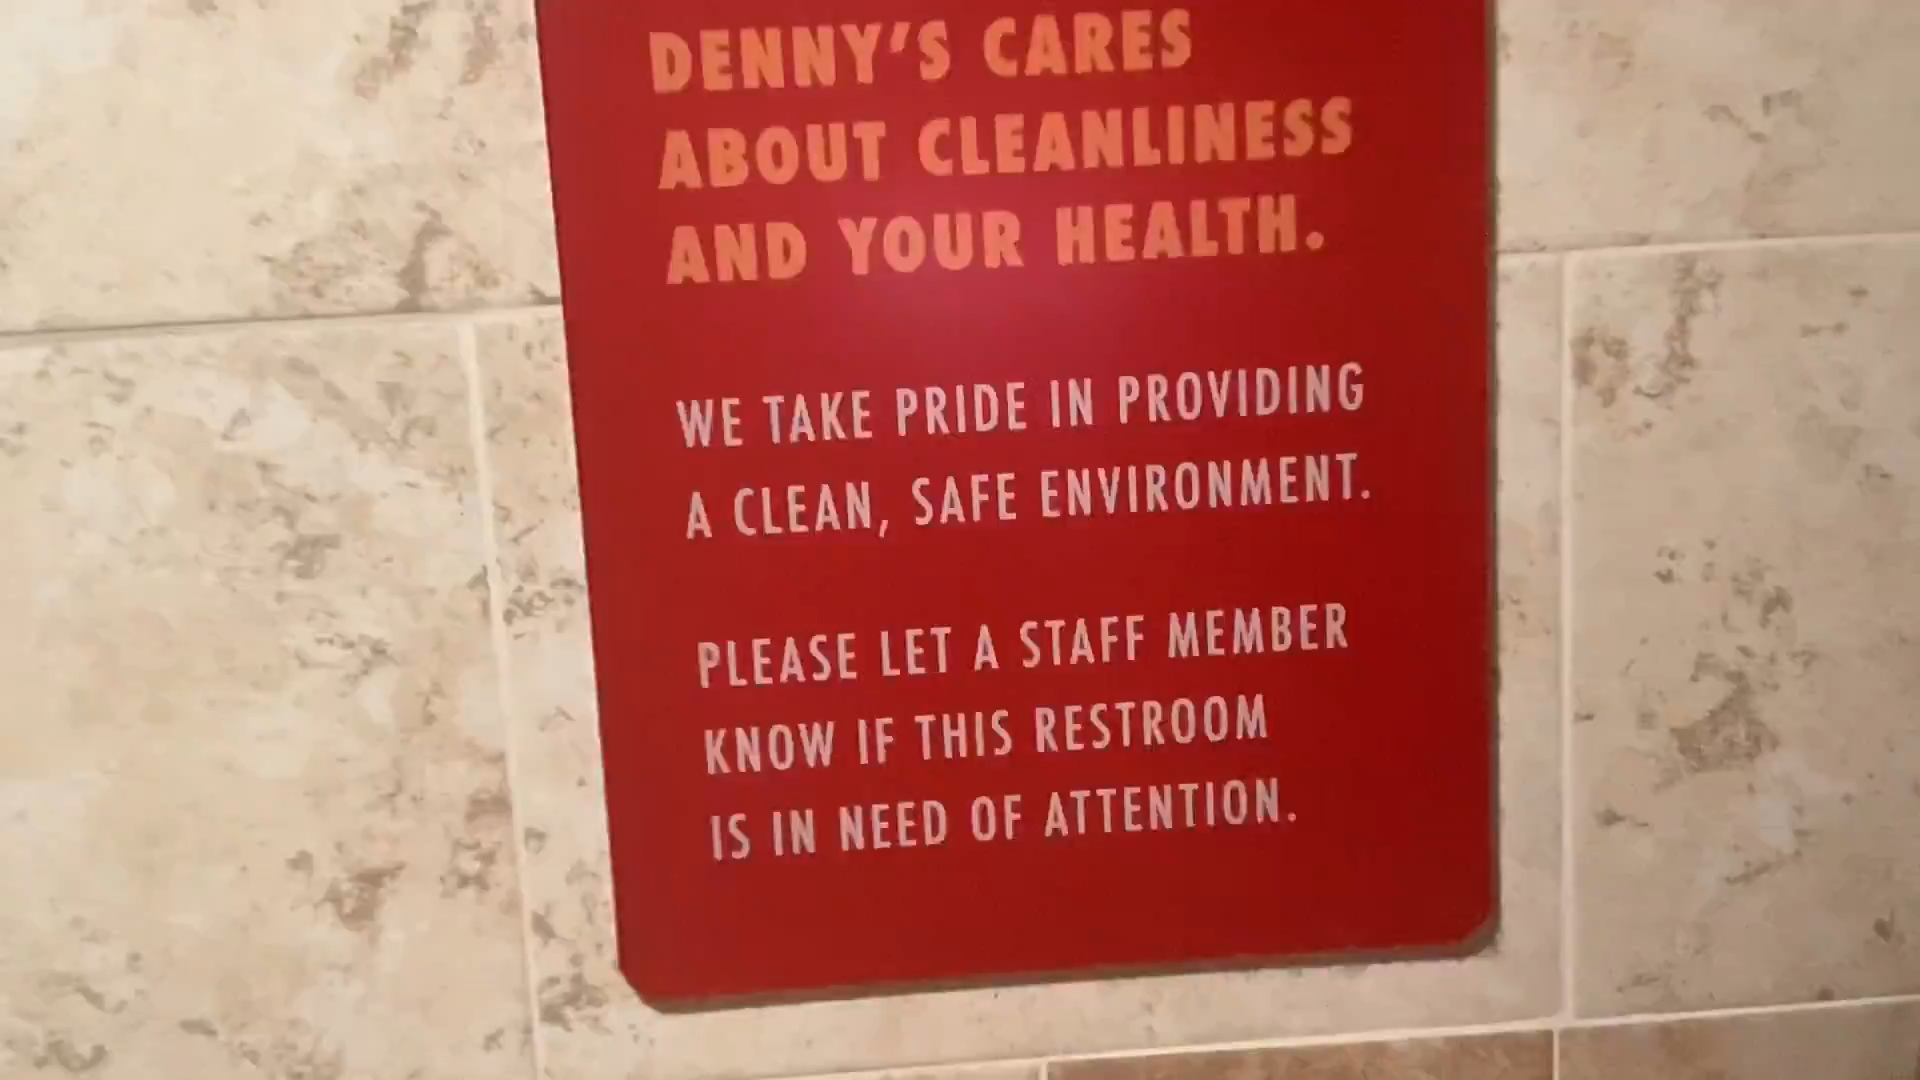 DENNY'S CARES
ABOUT CLEANLINESS
AND YOUR HEALTH.
WE TAKE PRIDE IN PROVIDING
A CLEAN, SAFE ENVIRONMENT.
PLEASE LET A STAFF MEMBER
KNOW IF THIS RESTROOM
IS IN NEED OF ATTENTION.